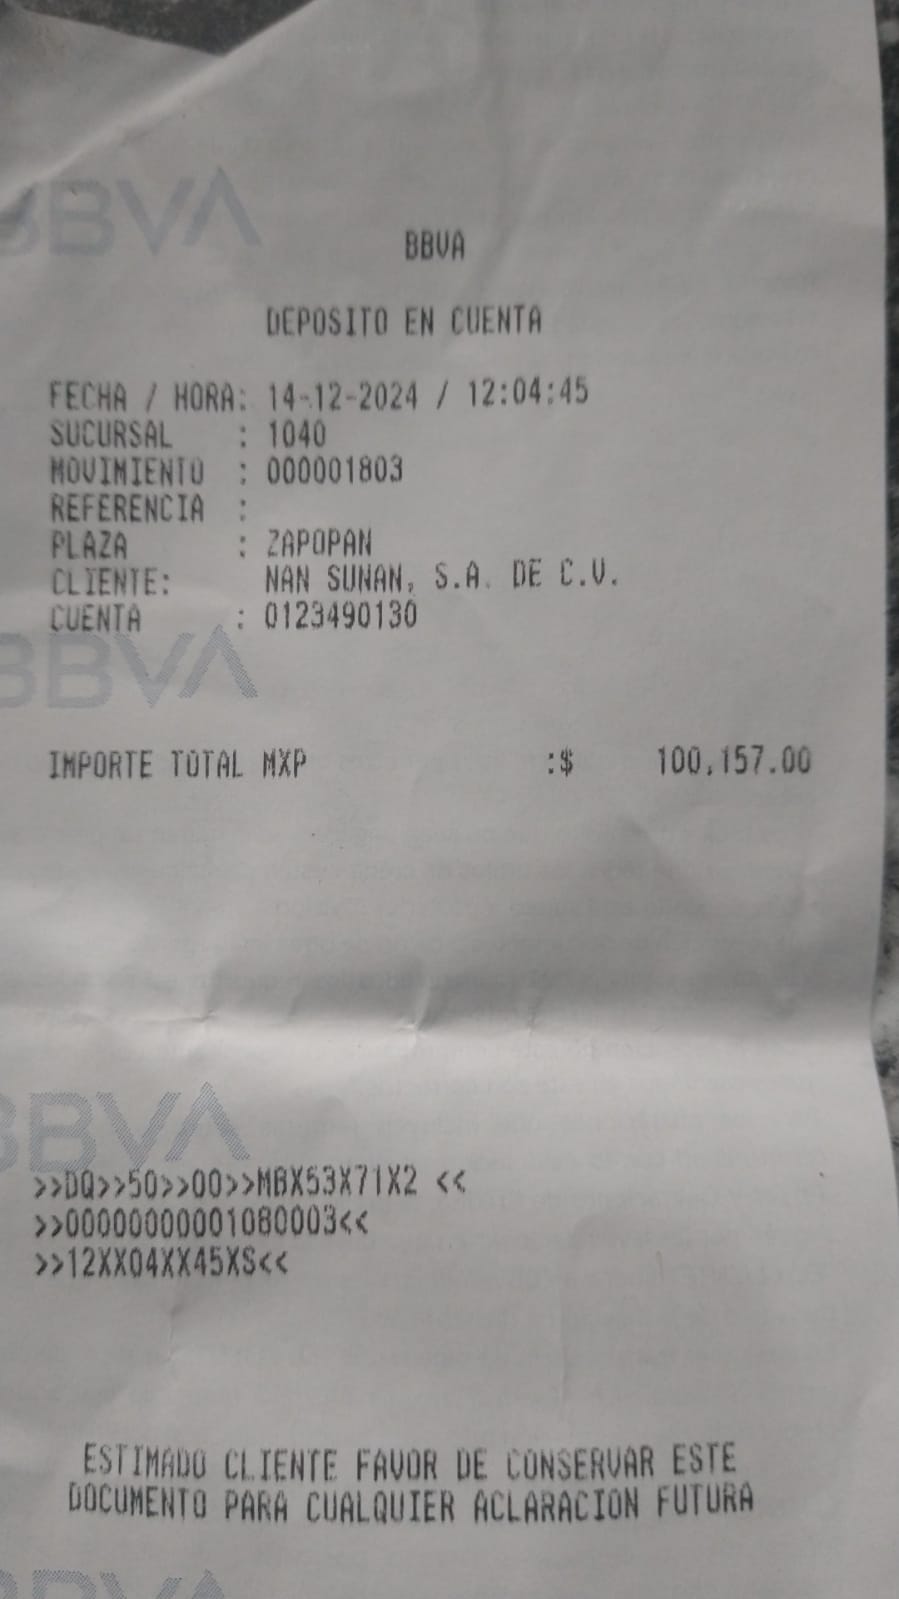 BBVA
BBVA
DEPOSITO EN CUENTA
FECHA / HORA: 14-12-2024 / 12:04:45
SUCURSAL : 1040
MOVIMIENTO : 000001803
REFERENCIA :
PLAZA : ZAPOPAN
CLIENTE: NAN SUNAN, S.A. DE C.V.
CUENTA : 0123490130
BBVA
IMPORTE TOTAL MXP :$ 100,157.00
BBVA
>>DQ>>50>>00>>MBX53X71X2 <<
>>00000000001080003<<
>>12XX04XX45XS<<
ESTIMADO CLIENTE FAVOR DE CONSERVAR ESTE
DOCUMENTO PARA CUALQUIER ACLARACION FUTURA
BBVA